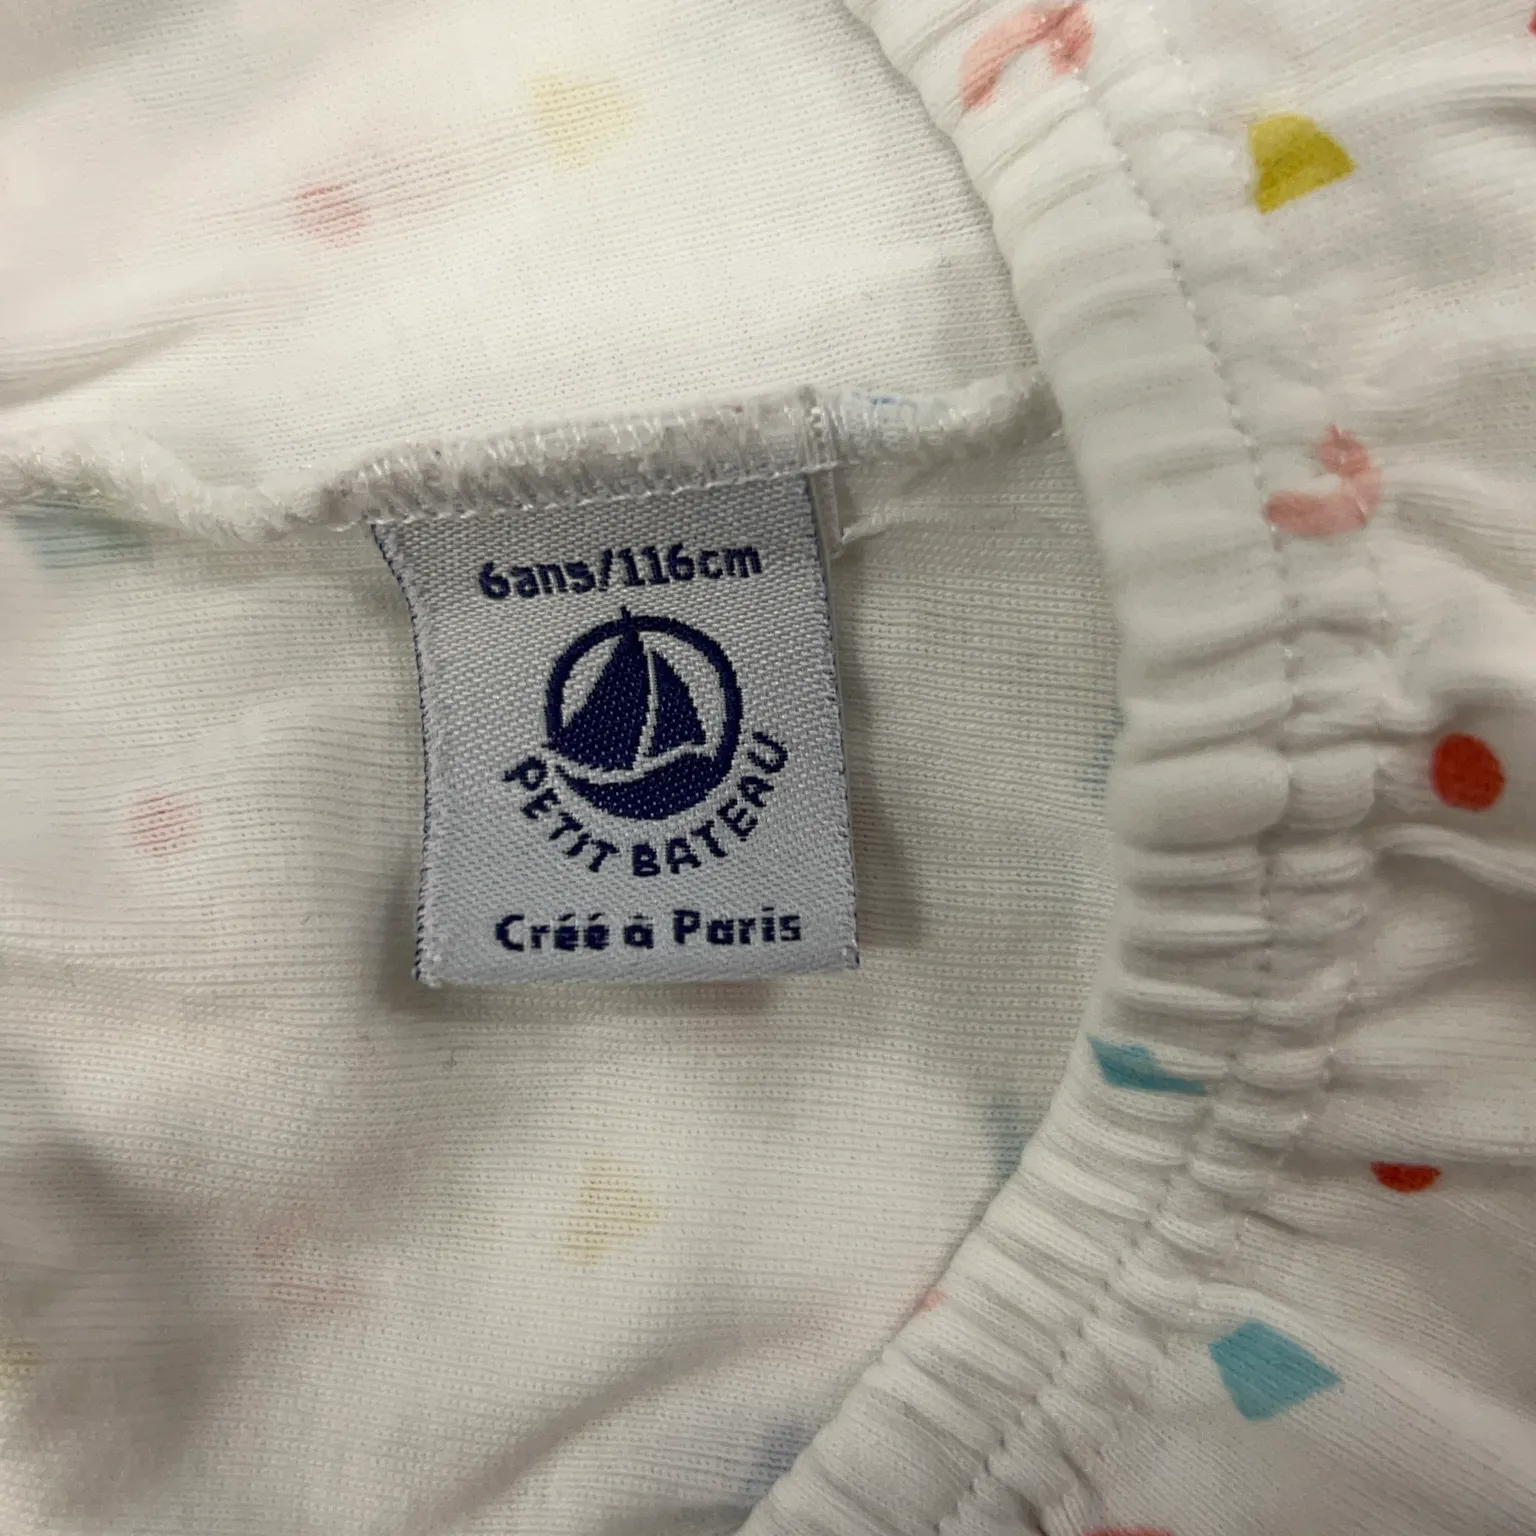 6ans/116cm
PETIT BATEAU
Créé à Paris